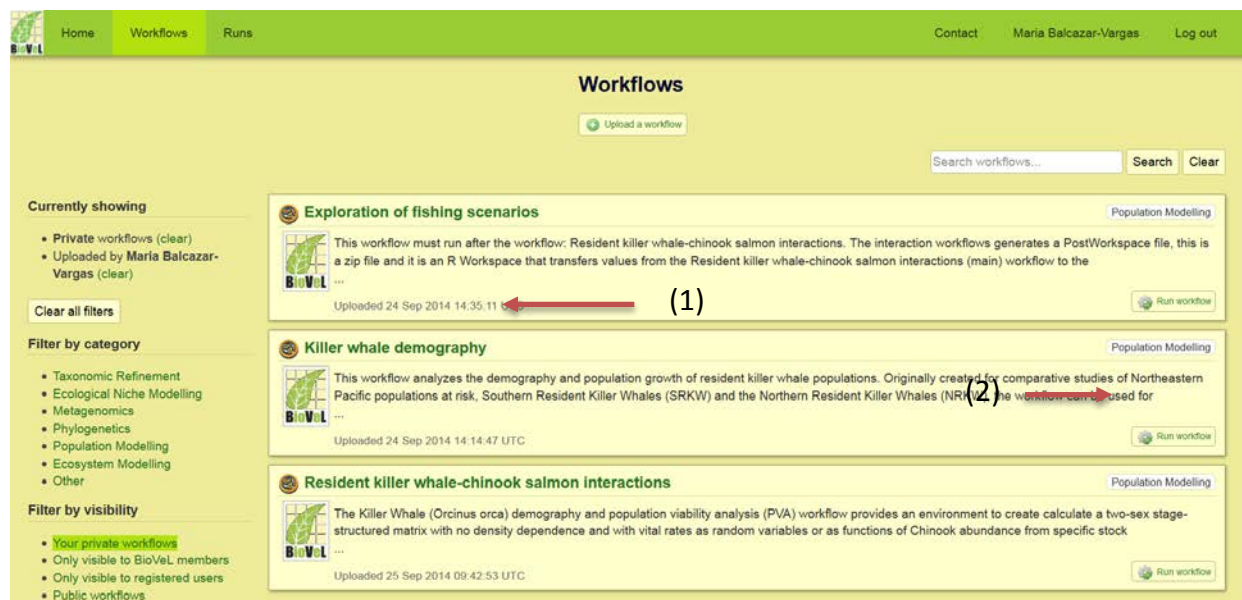 BioVeL
Home
Workflows
Runs
Contact
Maria Balcazar-Vargas
Log out
Workflows
Upload a workflow
Search workflows...
Search
Clear
Currently showing
• Private workflows (clear)
• Uploaded by Maria Balcazar-
Vargas (clear)
Clear all filters
Filter by category
• Taxonomic Refinement
• Ecological Niche Modelling
• Metagenomics
• Phylogenetics
• Population Modelling
• Ecosystem Modelling
• Other
Filter by visibility
• Your private workflows
• Only visible to BioVeL members
• Only visible to registered users
• Public workflows
Exploration of fishing scenarios
Population Modelling
This workflow must run after the workflow: Resident killer whale-chinook salmon interactions. The interaction workflows generates a PostWorkspace file, this is
a zip file and it is an R Workspace that transfers values from the Resident killer whale-chinook salmon interactions (main) workflow to the
...
BioVeL
Uploaded 24 Sep 2014 14:35:11
(1)
Run workflow
Killer whale demography
Population Modelling
This workflow analyzes the demography and population growth of resident killer whale populations. Originally created for comparative studies of Northeastern
Pacific populations at risk, Southern Resident Killer Whales (SRKW) and the Northern Resident Killer Whales (NRKW) the workflow can be used for
(2)
...
BioVeL
Uploaded 24 Sep 2014 14:14:47 UTC
Run workflow
Resident killer whale-chinook salmon interactions
Population Modelling
The Killer Whale (Orcinus orca) demography and population viability analysis (PVA) workflow provides an environment to create calculate a two-sex stage-
structured matrix with no density dependence and with vital rates as random variables or as functions of Chinook abundance from specific stock
...
BioVeL
Uploaded 25 Sep 2014 09:42:53 UTC
Run workflow